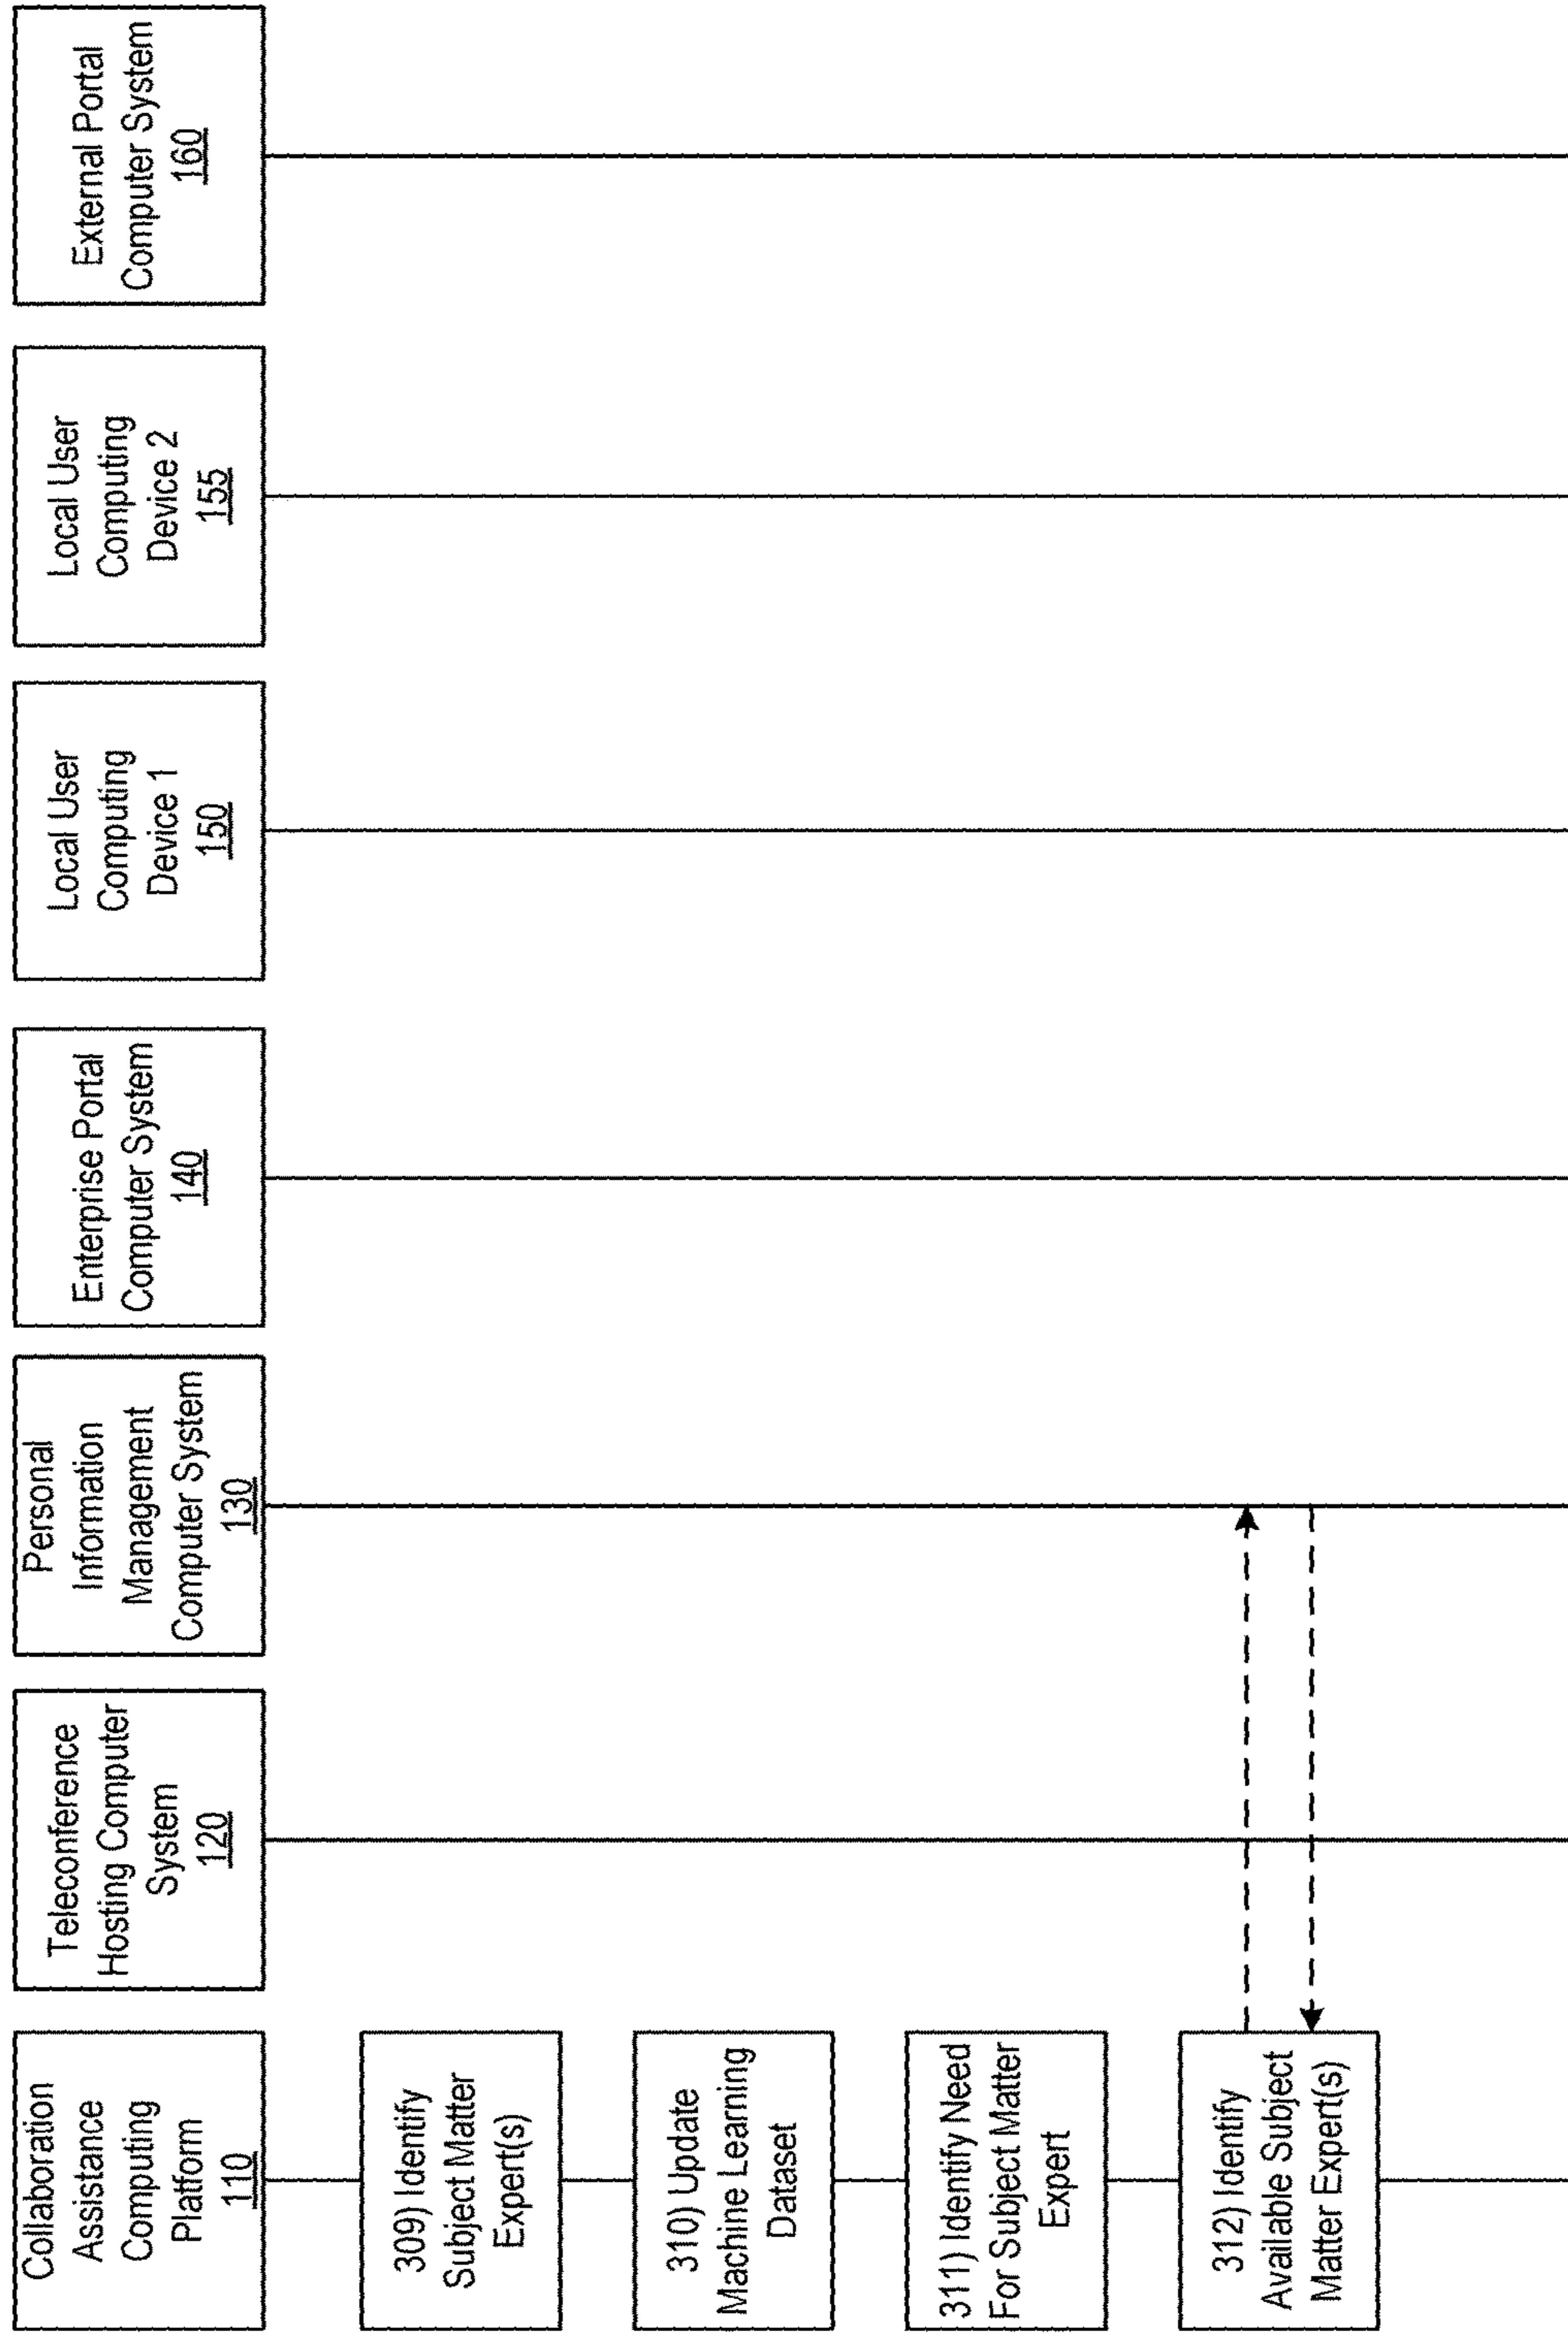 Collaboration
Assistance
Computing
Platform
110
Teleconference
Hosting Computer
System
120
Personal
Information
Management
Computer System
130
Enterprise Portal
Computer System
140
Local User
Computing
Device 1
150
Local User
Computing
Device 2
155
External Portal
Computer System
160
309) Identify
Subject Matter
Expert(s)
310) Update
Machine Learning
Dataset
311) Identify Need
For Subject Matter
Expert
312) Identify
Available Subject
Matter Expert(s)